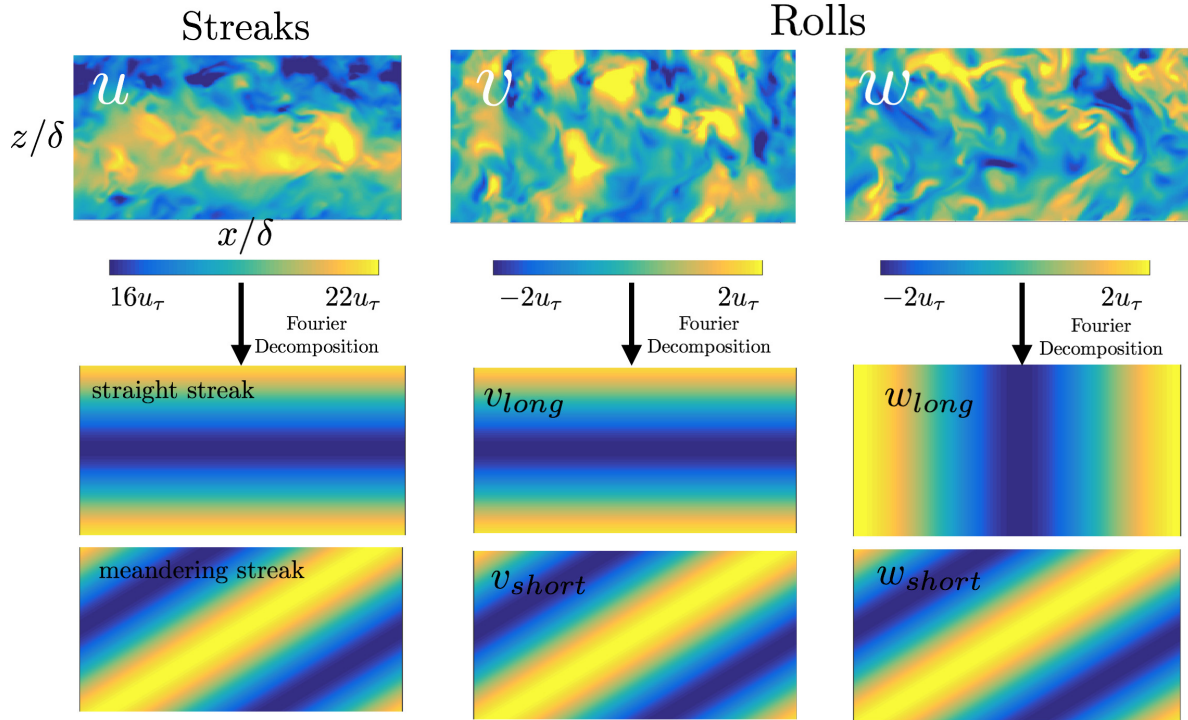 Streaks
Rolls
u
v
w
z/δ
x/δ
16u_τ 22u_τ
−2u_τ 2u_τ
−2u_τ 2u_τ
Fourier
Decomposition
Fourier
Decomposition
Fourier
Decomposition
straight streak
v_long
w_long
meandering streak
v_short
w_short